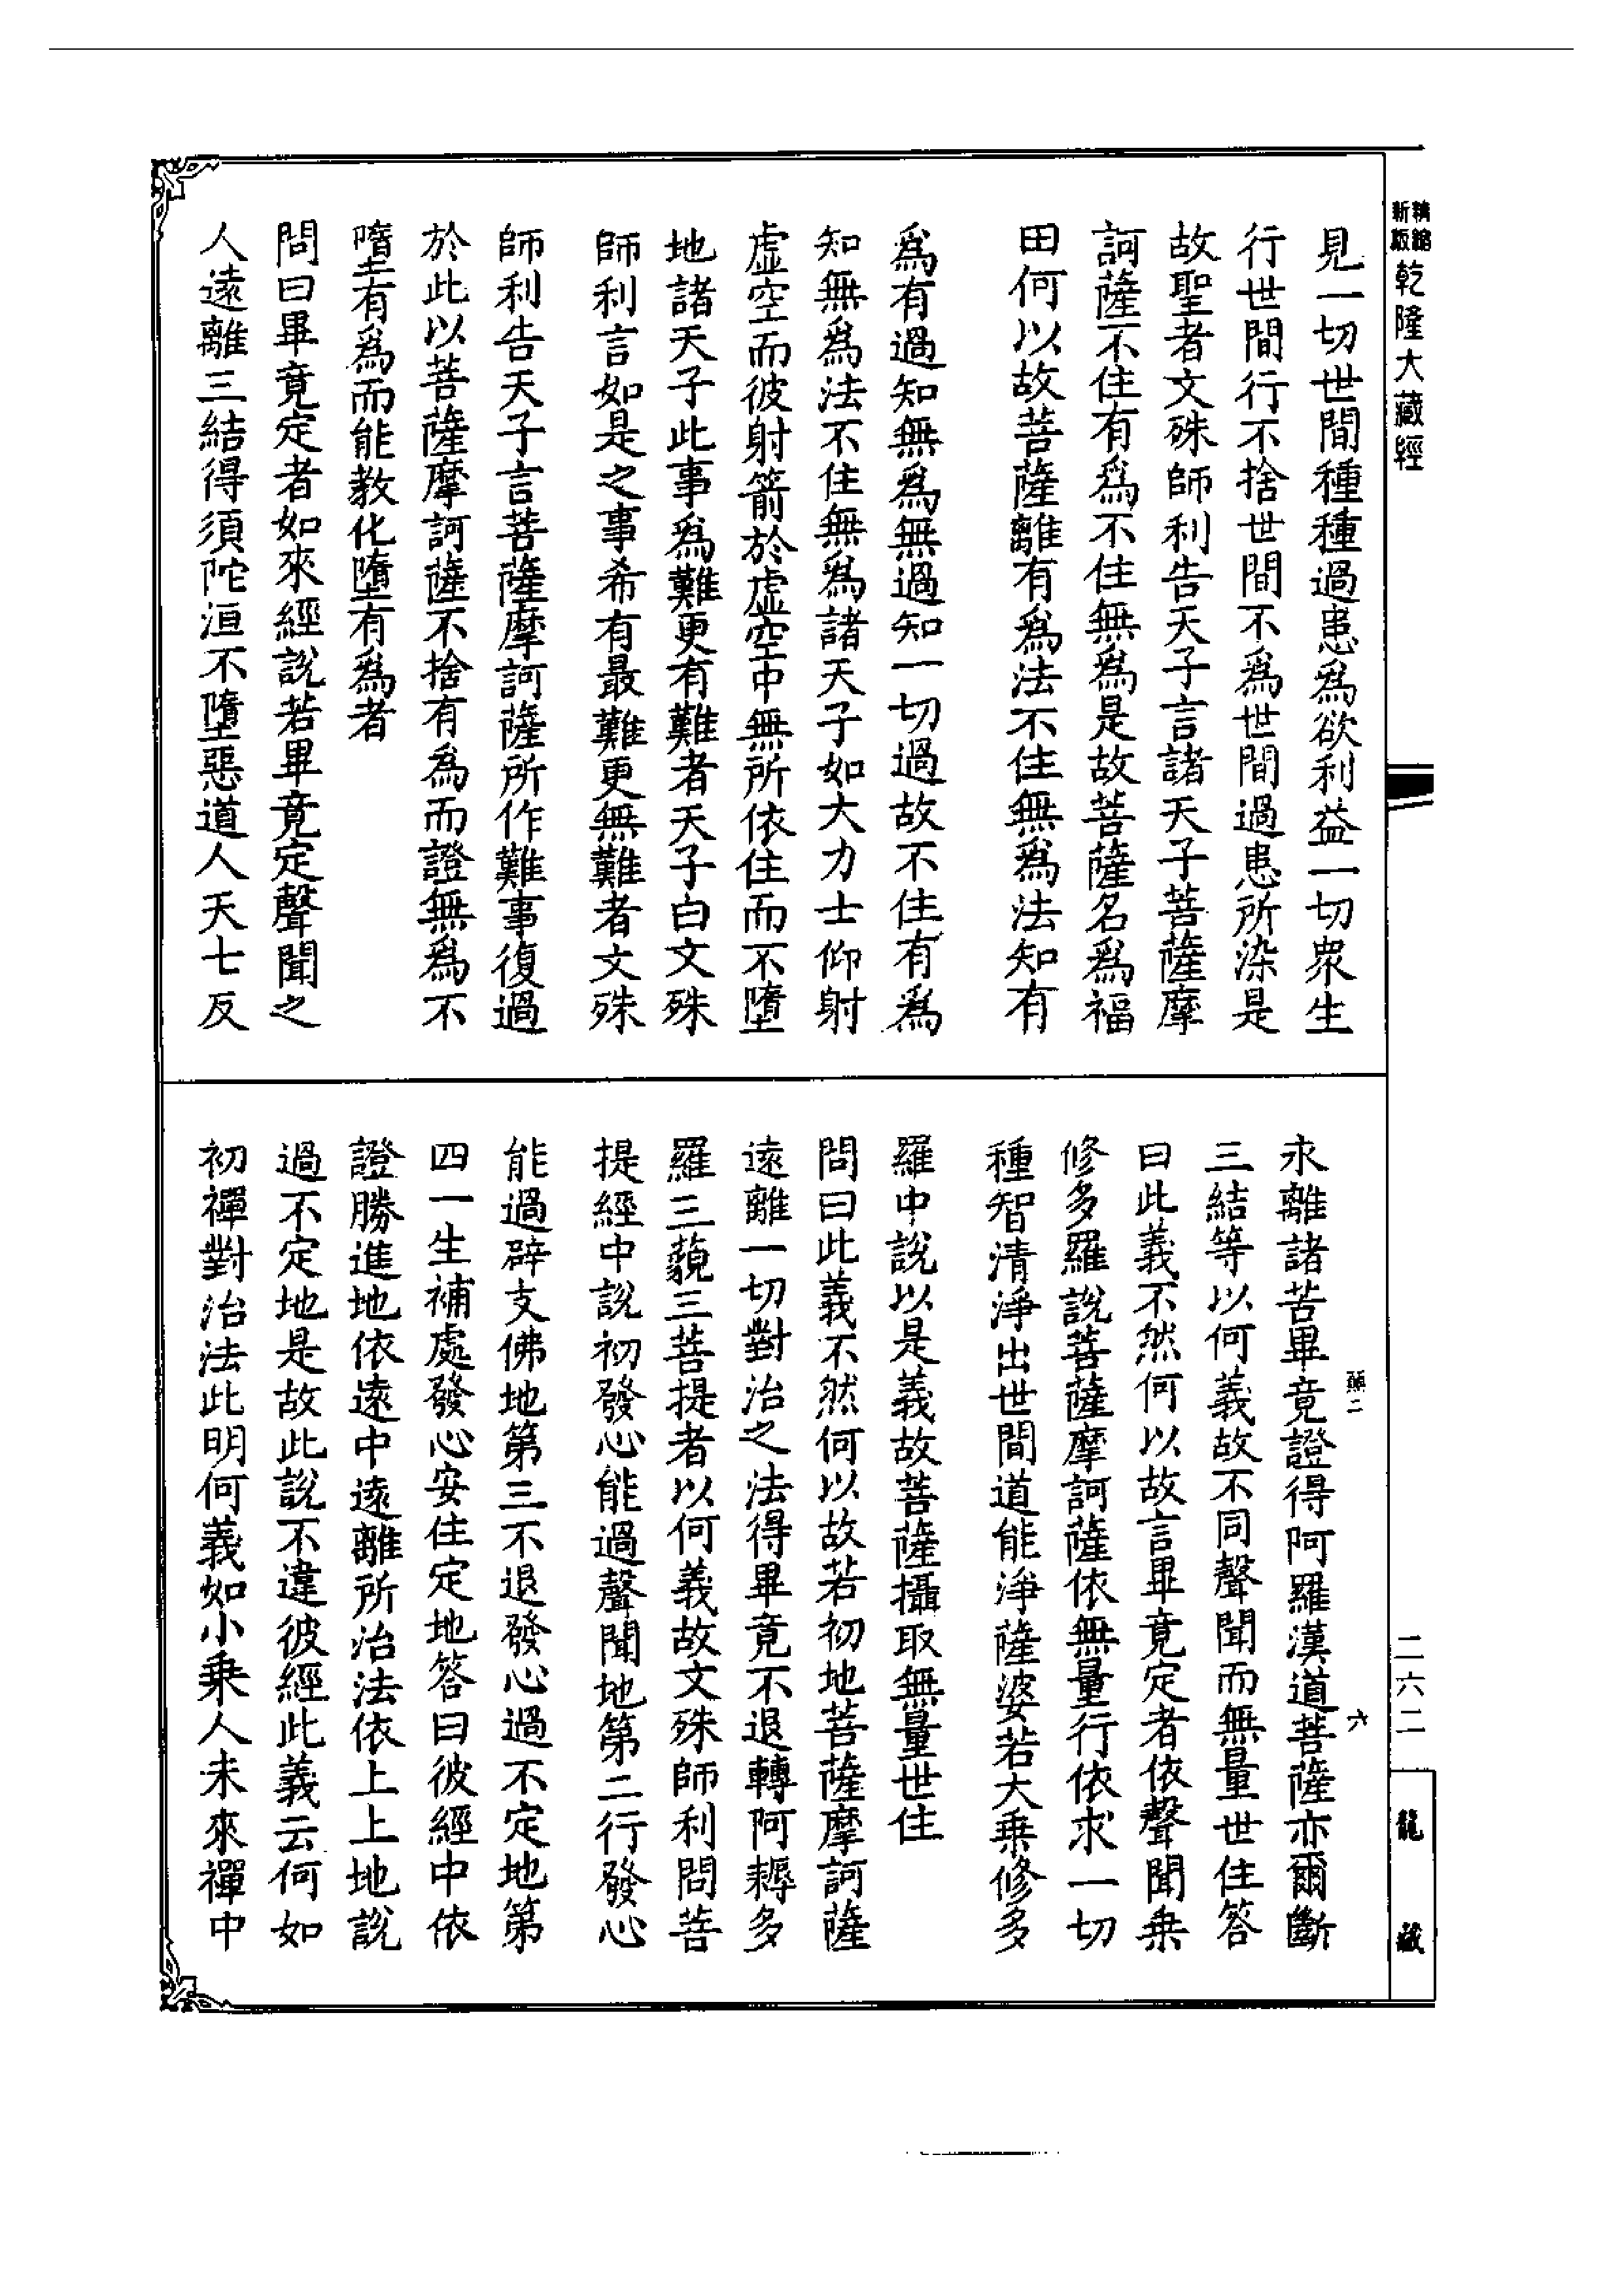 精縮新版
乾隆大藏經
見一切世間種種過患爲欲利益一切衆生
行世間行不捨世間不爲世間過患所染是
故聖者文殊師利告天子言諸天子菩薩摩
訶薩不住有爲不住無爲是故菩薩名爲福
田何以故菩薩離有爲法不住無爲法知有
爲有過知無爲無過知一切過故不住有爲
知無爲法不住無爲諸天子如大力士仰射
虛空而彼射箭於虛空中無所依住而不墮
地諸天子此事爲難更有難者天子白文殊
師利言如是之事希有最難更無難者文殊
師利告天子言菩薩摩訶薩所作難事復過
於此以菩薩摩訶薩不捨有爲而證無爲不
墮有爲而能教化墮有爲者
問曰畢竟定者如來經說若畢竟定聲聞之
人遠離三結得須陀洹不墮惡道人天七反
永離諸苦畢竟證得阿羅漢道菩薩亦爾斷
三結等以何義故不同聲聞而無量世住答
曰此義不然何以故言畢竟定者依聲聞乘
修多羅說菩薩摩訶薩依無量行依求一切
種智清淨出世間道能淨薩婆若大乘修多
羅中說以是義故菩薩攝取無量世住
問曰此義不然何以故若初地菩薩摩訶薩
遠離一切對治之法得畢竟不退轉阿耨多
羅三藐三菩提者以何義故文殊師利問菩
提經中說初發心能過聲聞地第二行發心
能過辟支佛地第三不退發心過不定地第
四一生補處發心安住定地答曰彼經中依
證勝進地依遠中遠離所治法依上上地說
過不定地是故此說不違彼經此義云何如
初禪對治法此明何義如小乘人未來禪中
二
六
二六二
龍藏